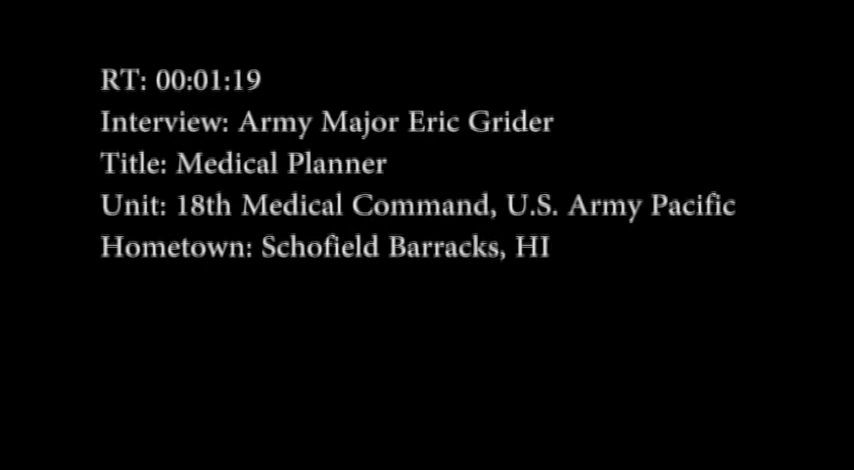 RT: 00:01:19
Interview: Army Major Eric Grider
Title: Medical Planner
Unit: 18th Medical Command, U.S. Army Pacific
Hometown: Schofield Barracks, HI